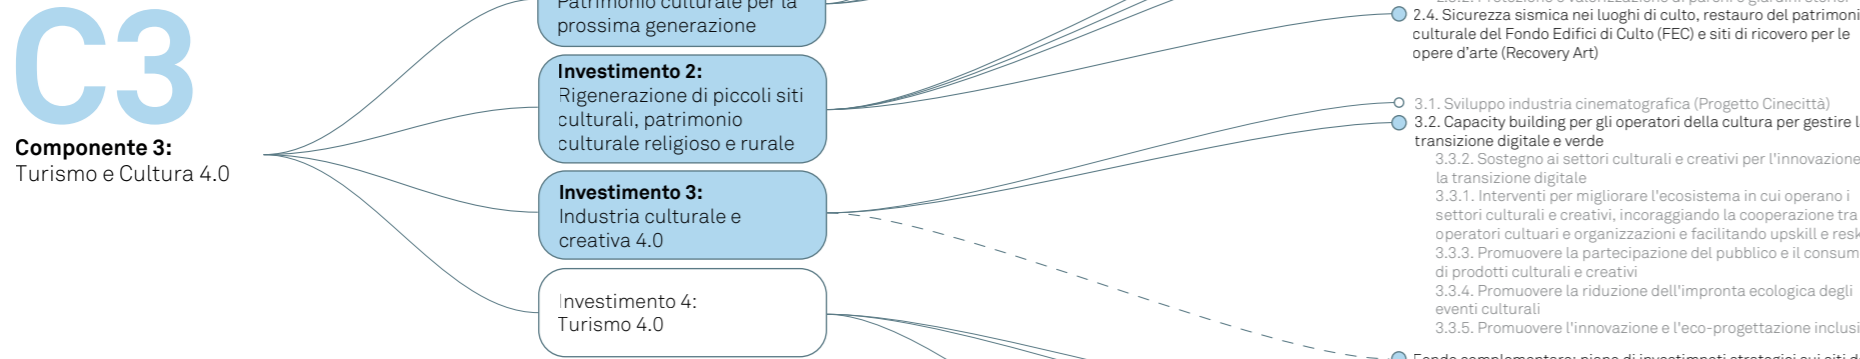 C3
Componente 3:
Turismo e Cultura 4.0
Patrimonio culturale per la
prossima generazione
Investimento 2:
Rigenerazione di piccoli siti
culturali, patrimonio
culturale religioso e rurale
Investimento 3:
Industria culturale e
creativa 4.0
Investimento 4:
Turismo 4.0
2.4. Sicurezza sismica nei luoghi di culto, restauro del patrimoni
culturale del Fondo Edifici di Culto (FEC) e siti di ricovero per le
opere d'arte (Recovery Art)
3.1. Sviluppo industria cinematografica (Progetto Cinecittà)
3.2. Capacity building per gli operatori della cultura per gestire l
transizione digitale e verde
3.3.2. Sostegno ai settori culturali e creativi per l'innovazione
la transizione digitale
3.3.1. Interventi per migliorare l'ecosistema in cui operano i
settori culturali e creativi, incoraggiando la cooperazione tra
operatori cultuari e organizzazioni e facilitando upskill e resk
3.3.3. Promuovere la partecipazione del pubblico e il consum
di prodotti culturali e creativi
3.3.4. Promuovere la riduzione dell'impronta ecologica degli
eventi culturali
3.3.5. Promuovere l'innovazione e l'eco-progettazione inclusi